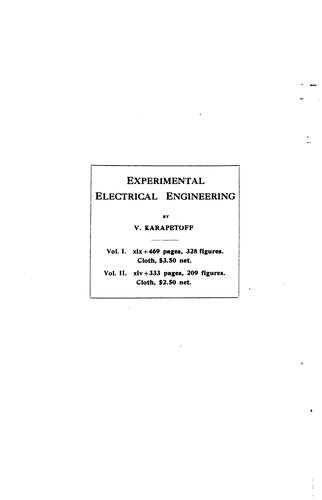 EXPERIMENTAL
ELECTRICAL ENGINEERING
BY
V. KARAPETOFF
Vol. I. xix+469 pages, 328 figures.
Cloth, $3.50 net.
Vol. II. xiv+333 pages, 209 figures.
Cloth, $2.50 net.